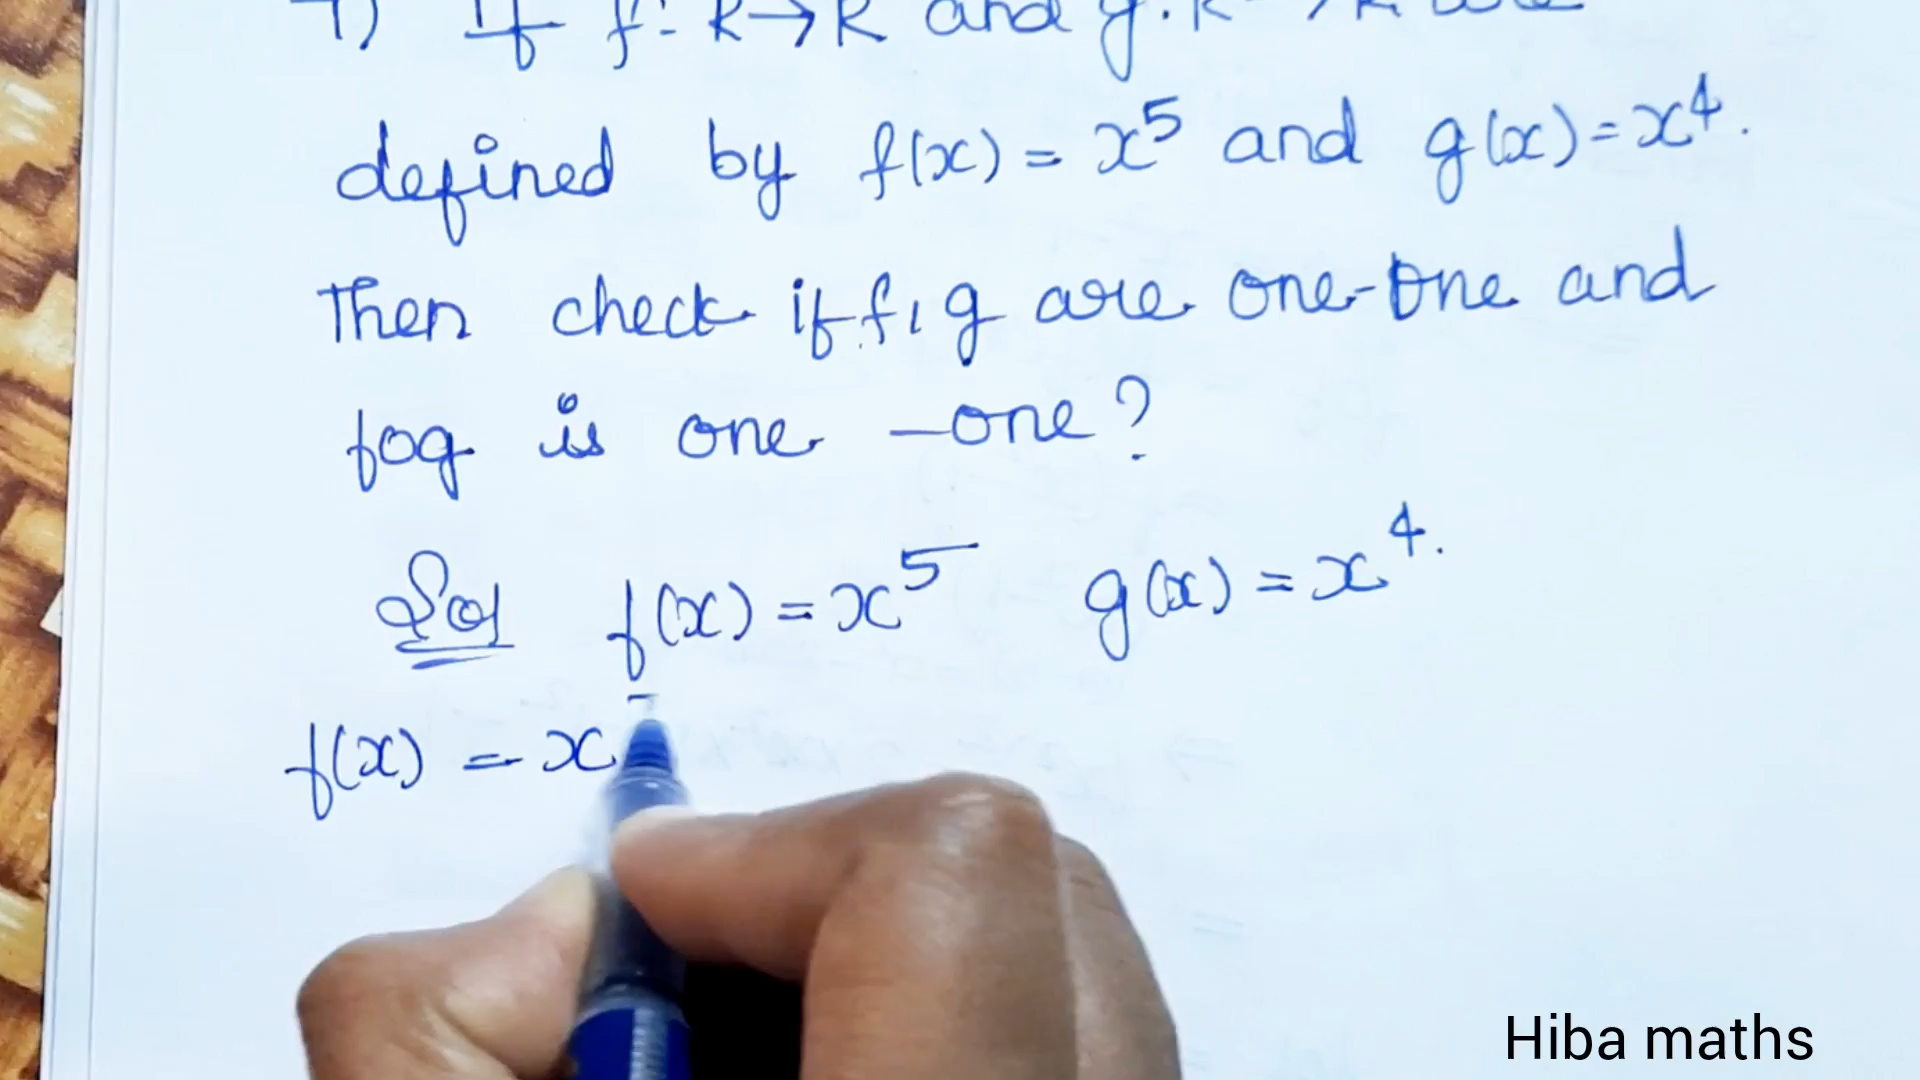 7) If f: R→R and g: R→R are
defined by f(x) = x⁵ and g(x) = x⁴.
Then check if f, g are one-one and
fog is one-one?
Sol f(x) = x⁵ g(x) = x⁴.
f(x) = x
Hiba maths